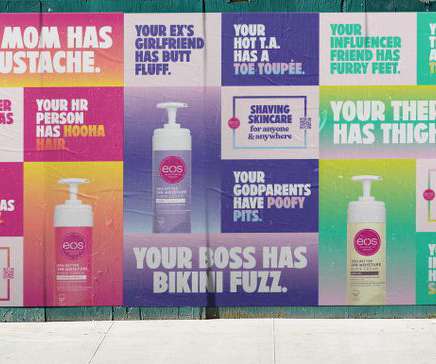 MOM HAS
USTACHE.
YOUR EX'S
GIRLFRIEND
HAS BUTT
FLUFF.
YOUR
HOT T.A.
HAS A
TOE TOUPÉE.
YOUR
INFLUENCER
FRIEND HAS
FURRY FEET.
YOUR HR
PERSON
HAS HOOHA
HAIR
SHAVING
SKINCARE
for anyone
& anywhere
YOUR THE
HAS THIGH
YOUR
GODPARENTS
HAVE POOFY
PITS.
eos
eos
eos
YOUR BOSS HAS
BIKINI FUZZ.